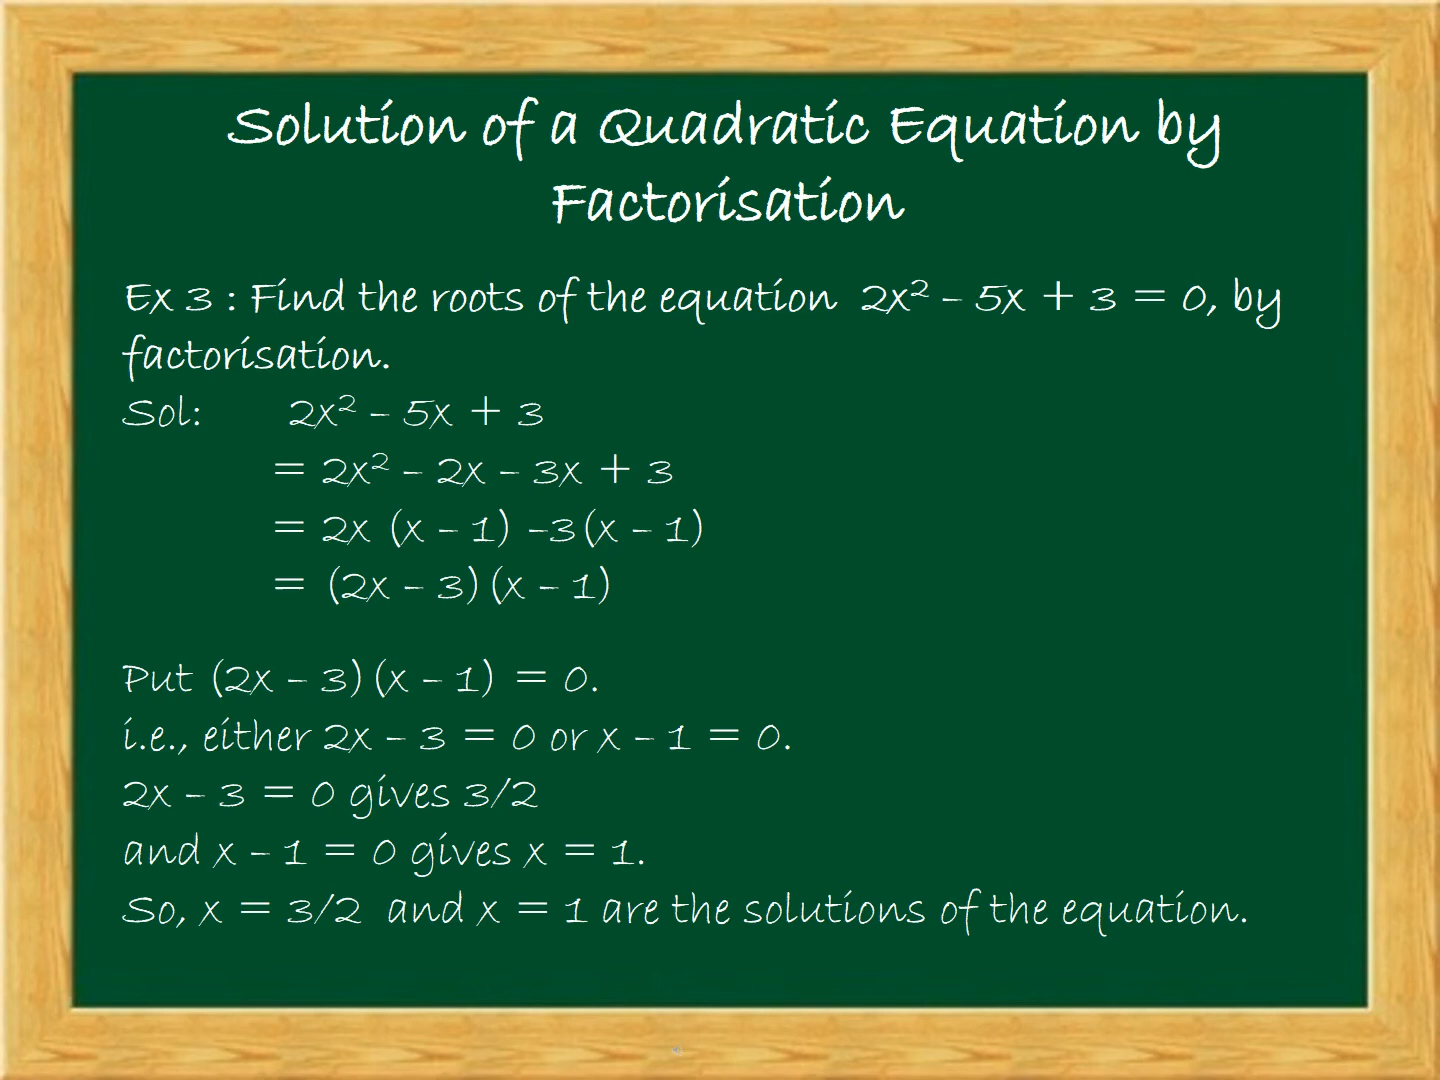 Solution of a Quadratic Equation by
Factorisation
Ex 3 : Find the roots of the equation 2x² – 5x + 3 = 0, by
factorisation.
Sol: 2x² – 5x + 3
= 2x² – 2x – 3x + 3
= 2x (x – 1) –3(x – 1)
= (2x – 3)(x – 1)
Put (2x – 3)(x – 1) = 0.
i.e., either 2x – 3 = 0 or x – 1 = 0.
2x – 3 = 0 gives 3/2
and x – 1 = 0 gives x = 1.
So, x = 3/2 and x = 1 are the solutions of the equation.